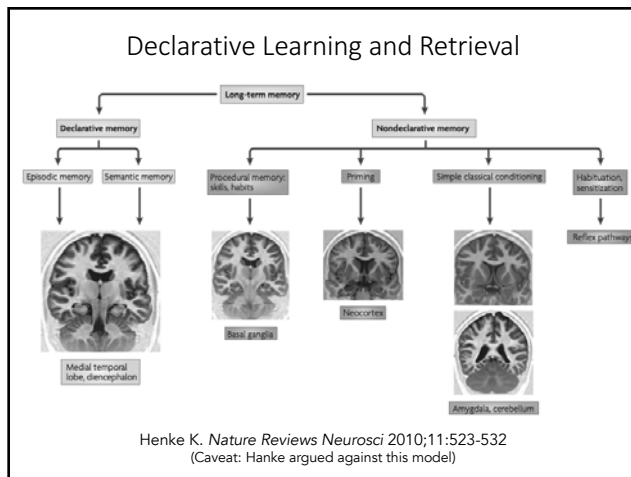 Declarative Learning and Retrieval
Long-term memory
Declarative memory
Nondeclarative memory
Episodic memory
Semantic memory
Procedural memory:
skills, habits
Priming
Simple classical conditioning
Habituation,
sensitization
Reflex pathways
Neocortex
Basal ganglia
Medial temporal
lobe, diencephalon
Amygdala, cerebellum
Henke K. Nature Reviews Neurosci 2010;11:523-532
(Caveat: Hanke argued against this model)